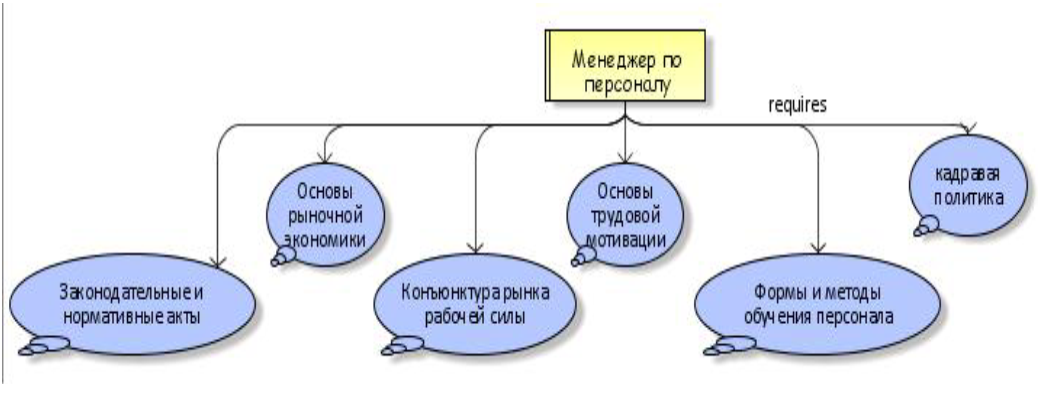 Менеджер по
персоналу
requires
Основы
рыночной
экономики
Основы
трудовой
мотивации
кадравая
политика
Законодательные и
нормативные акты
Конъюнктура рынка
рабочей силы
Формы и методы
обучения персонала